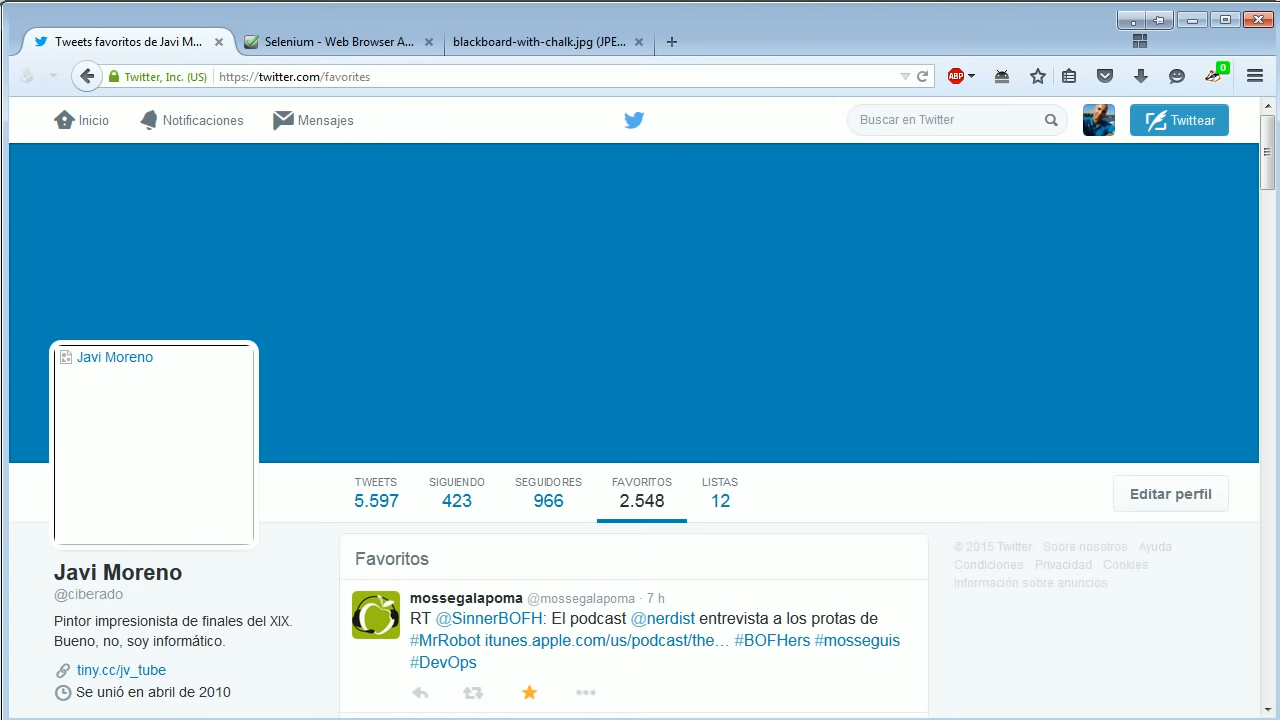 Tweets favoritos de Javi M...
Selenium - Web Browser A...
blackboard-with-chalk.jpg (JPE...
Twitter, Inc. (US)
https://twitter.com/favorites
ABP
0
Inicio
Notificaciones
Mensajes
Buscar en Twitter
Twittear
Javi Moreno
TWEETS
SIGUIENDO
SEGUIDORES
FAVORITOS
LISTAS
5.597
423
966
2.548
12
Editar perfil
Javi Moreno
@ciberado
Pintor impresionista de finales del XIX.
Bueno, no, soy informático.
tiny.cc/jv_tube
Se unió en abril de 2010
Favoritos
mossegalapoma @mossegalapoma · 7 h
RT @SinnerBOFH: El podcast @nerdist entrevista a los protas de
#MrRobot itunes.apple.com/us/podcast/the… #BOFHers #mosseguis
#DevOps
© 2015 Twitter Sobre nosotros Ayuda
Condiciones Privacidad Cookies
Información sobre anuncios